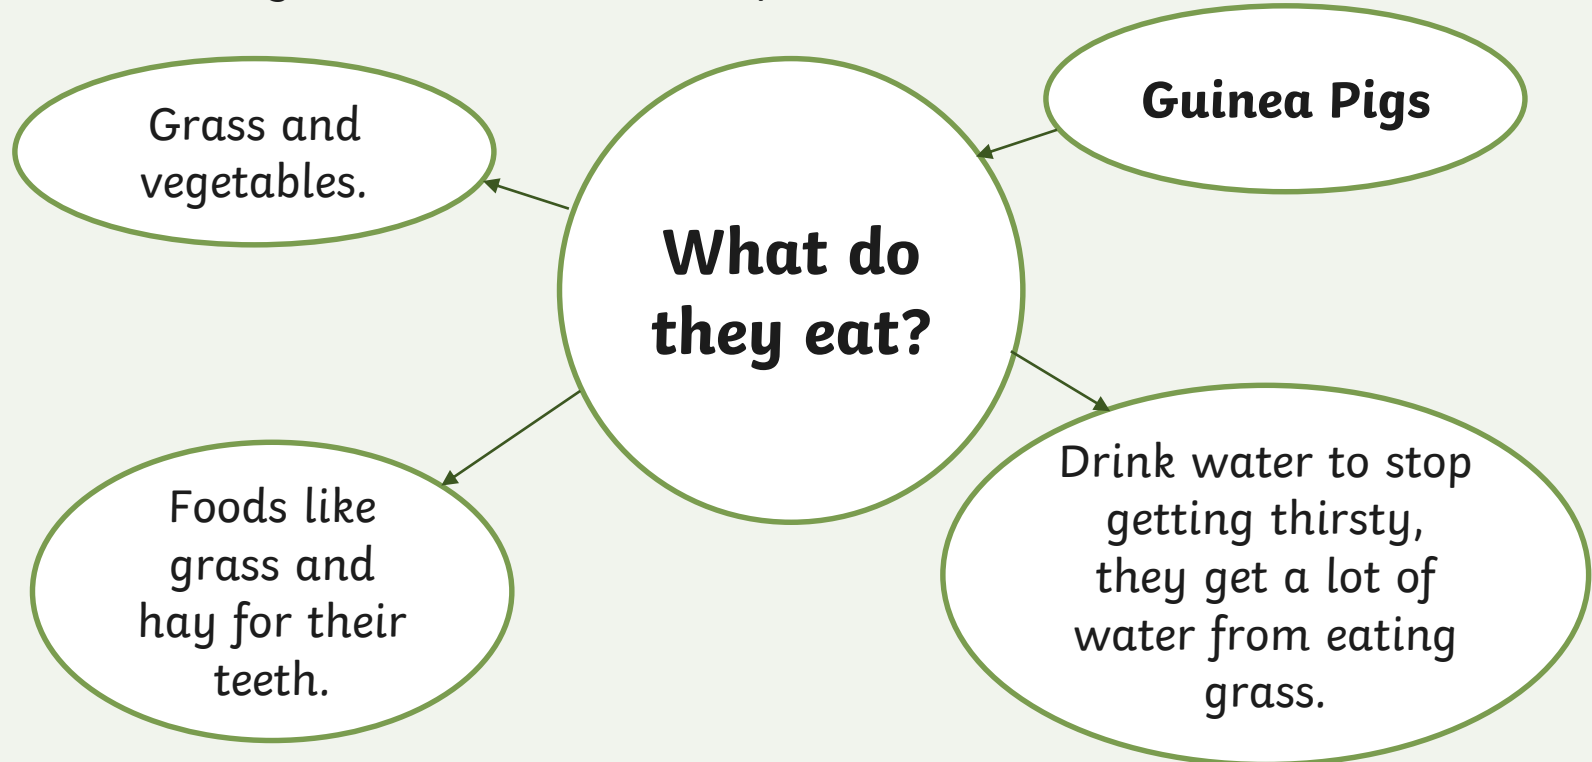 Grass and
vegetables.
Guinea Pigs
What do
they eat?
Foods like
grass and
hay for their
teeth.
Drink water to stop
getting thirsty,
they get a lot of
water from eating
grass.